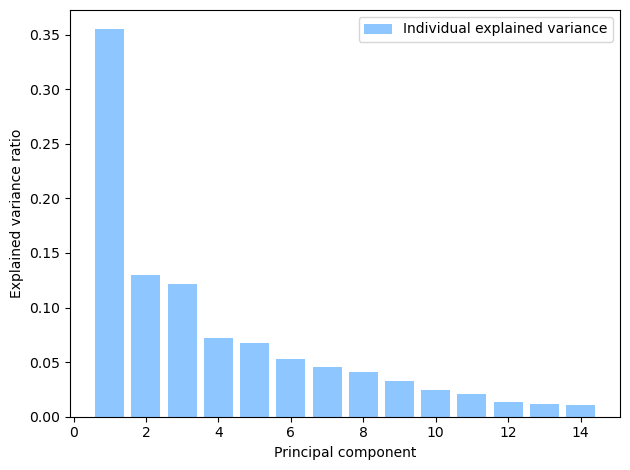 Individual explained variance
Explained variance ratio
0.35
0.30
0.25
0.20
0.15
0.10
0.05
0.00
0 2 4 6 8 10 12 14
Principal component